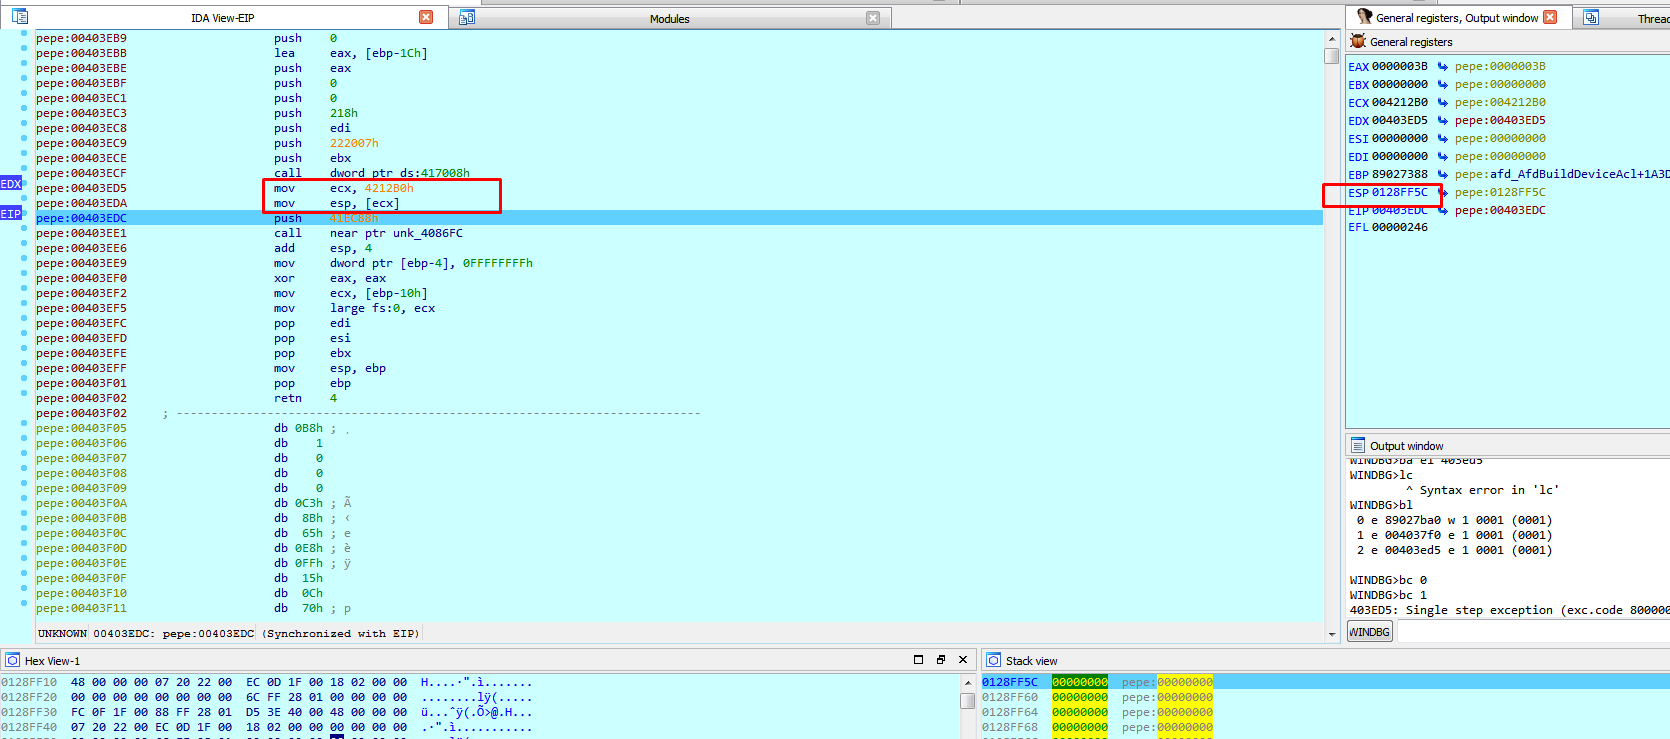 IDA View-EIP
Modules
General registers, Output window
General registers
pepe:00403EB9 push 0
pepe:00403EBB lea eax, [ebp-1Ch]
pepe:00403EBE push eax
pepe:00403EBF push 0
pepe:00403EC1 push 0
pepe:00403EC3 push 218h
pepe:00403EC8 push edi
pepe:00403EC9 push 222007h
pepe:00403ECE push ebx
pepe:00403ECF call dword ptr ds:417008h
EDX
pepe:00403ED5 mov ecx, 4212B0h
pepe:00403EDA mov esp, [ecx]
EIP
pepe:00403EDC push 41EC88h
pepe:00403EE1 call near ptr unk_4086FC
pepe:00403EE6 add esp, 4
pepe:00403EE9 mov dword ptr [ebp-4], 0FFFFFFFFh
pepe:00403EF0 xor eax, eax
pepe:00403EF2 mov ecx, [ebp-10h]
pepe:00403EF5 mov large fs:0, ecx
pepe:00403EFC pop edi
pepe:00403EFD pop esi
pepe:00403EFE pop ebx
pepe:00403EFF mov esp, ebp
pepe:00403F01 pop ebp
pepe:00403F02 retn 4
pepe:00403F02 ; ---------------------------------------------------------------------------
pepe:00403F05 db 0B8h ; ¸
pepe:00403F06 db 1
pepe:00403F07 db 0
pepe:00403F08 db 0
pepe:00403F09 db 0
pepe:00403F0A db 0C3h ; Ã
pepe:00403F0B db 8Bh ; ‹
pepe:00403F0C db 65h ; e
pepe:00403F0D db 0E8h ; è
pepe:00403F0E db 0FFh ; ÿ
pepe:00403F0F db 15h
pepe:00403F10 db 0Ch
pepe:00403F11 db 70h ; p
UNKNOWN 00403EDC: pepe:00403EDC (Synchronized with EIP)
EAX 0000003B pepe:0000003B
EBX 00000000 pepe:00000000
ECX 004212B0 pepe:004212B0
EDX 00403ED5 pepe:00403ED5
ESI 00000000 pepe:00000000
EDI 00000000 pepe:00000000
EBP 89027388 pepe:afd_AfdBuildDeviceAcl+1A3D
ESP 0128FF5C pepe:0128FF5C
EIP 00403EDC pepe:00403EDC
EFL 00000246
Output window
WINDBG>ba e1 403ed5
WINDBG>lc
^ Syntax error in 'lc'
WINDBG>bl
0 e 89027ba0 w 1 0001 (0001)
1 e 004037f0 e 1 0001 (0001)
2 e 00403ed5 e 1 0001 (0001)
WINDBG>bc 0
WINDBG>bc 1
403ED5: Single step exception (exc.code 800000
WINDBG
Hex View-1
0128FF10 48 00 00 00 07 20 22 00 EC 0D 1F 00 18 02 00 00 H....·".ì.......
0128FF20 00 00 00 00 00 00 00 00 6C FF 28 01 00 00 00 00 ........lÿ(.....
0128FF30 FC 0F 1F 00 88 FF 28 01 D5 3E 40 00 48 00 00 00 ü...ˆÿ(.Õ>@.H...
0128FF40 07 20 22 00 EC 0D 1F 00 18 02 00 00 00 00 00 00 .·".ì...........
Stack view
0128FF5C 00000000 pepe:00000000
0128FF60 00000000 pepe:00000000
0128FF64 00000000 pepe:00000000
0128FF68 00000000 pepe:00000000